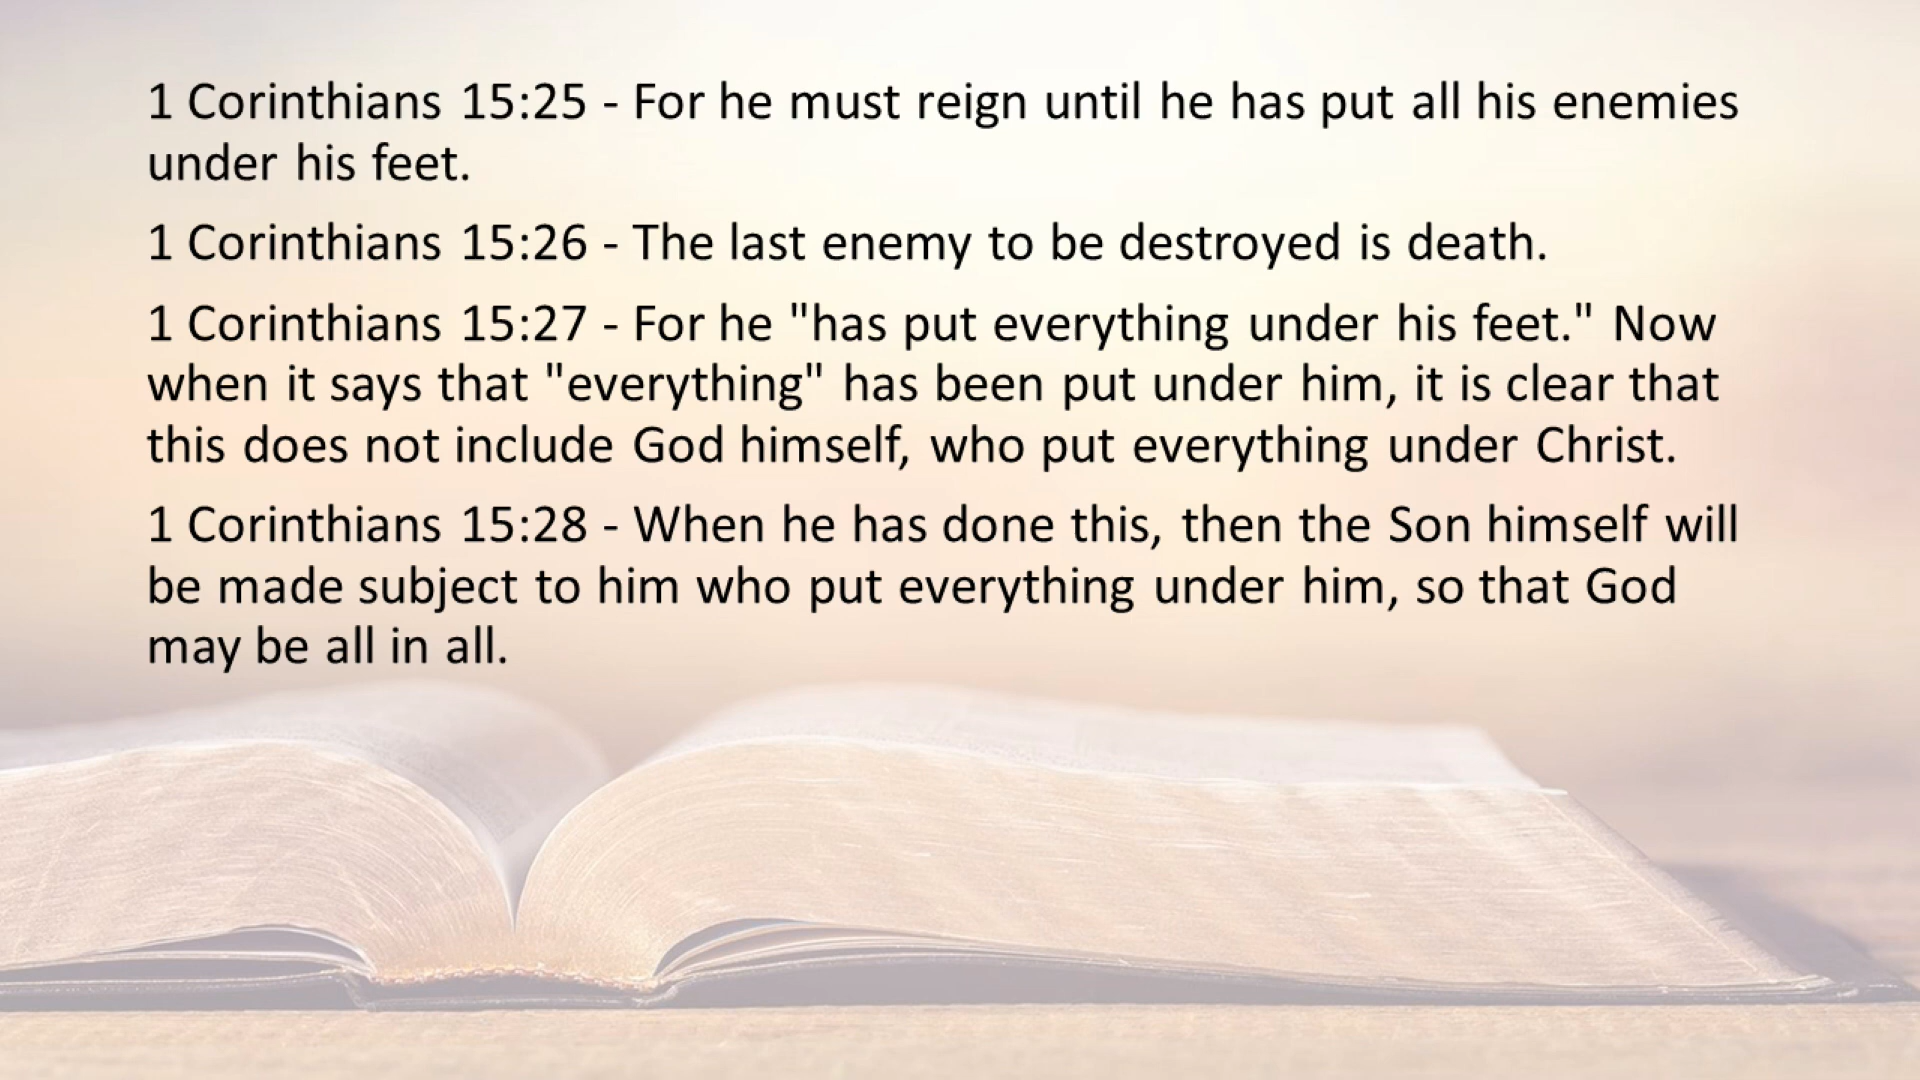 1 Corinthians 15:25 - For he must reign until he has put all his enemies
under his feet.
1 Corinthians 15:26 - The last enemy to be destroyed is death.
1 Corinthians 15:27 - For he "has put everything under his feet." Now
when it says that "everything" has been put under him, it is clear that
this does not include God himself, who put everything under Christ.
1 Corinthians 15:28 - When he has done this, then the Son himself will
be made subject to him who put everything under him, so that God
may be all in all.